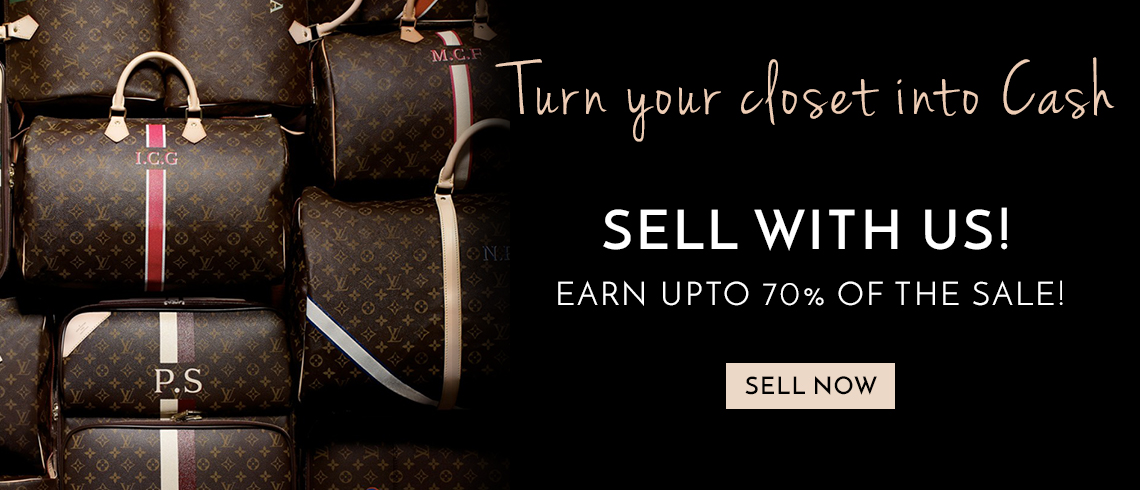 Turn your closet into Cash
SELL WITH US!
EARN UPTO 70% OF THE SALE!
SELL NOW
M.C.F
I.C.G
P.S